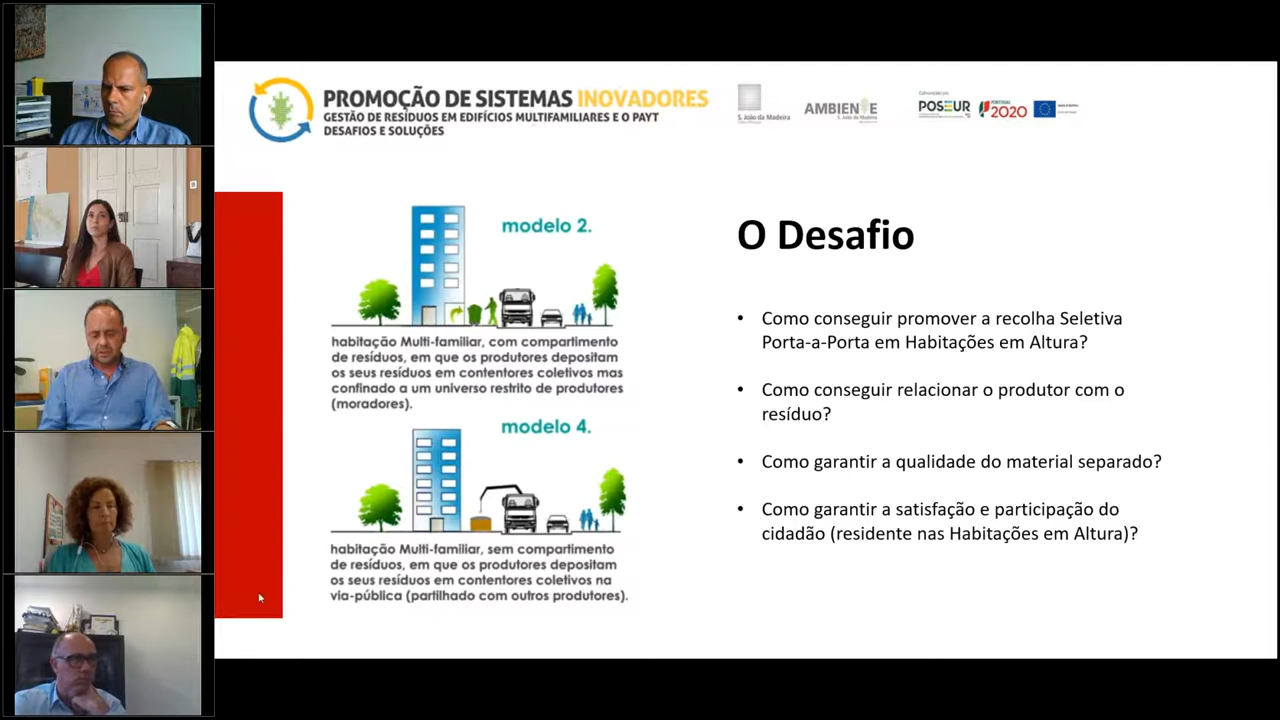 PROMOÇÃO DE SISTEMAS INOVADORES
GESTÃO DE RESÍDUOS EM EDIFÍCIOS MULTIFAMILIARES E O PAYT
DESAFIOS E SOLUÇÕES
S. João da Madeira
AMBIENTE
S. João da Madeira
Cofinanciado por
POSEUR
PORTUGAL
2020
modelo 2.
habitação Multi-familiar, com compartimento
de resíduos, em que os produtores depositam
os seus resíduos em contentores coletivos mas
confinado a um universo restrito de produtores
(moradores).
modelo 4.
habitação Multi-familiar, sem compartimento
de resíduos, em que os produtores depositam
os seus resíduos em contentores coletivos na
via-pública (partilhado com outros produtores).
O Desafio
• Como conseguir promover a recolha Seletiva
Porta-a-Porta em Habitações em Altura?
• Como conseguir relacionar o produtor com o
resíduo?
• Como garantir a qualidade do material separado?
• Como garantir a satisfação e participação do
cidadão (residente nas Habitações em Altura)?